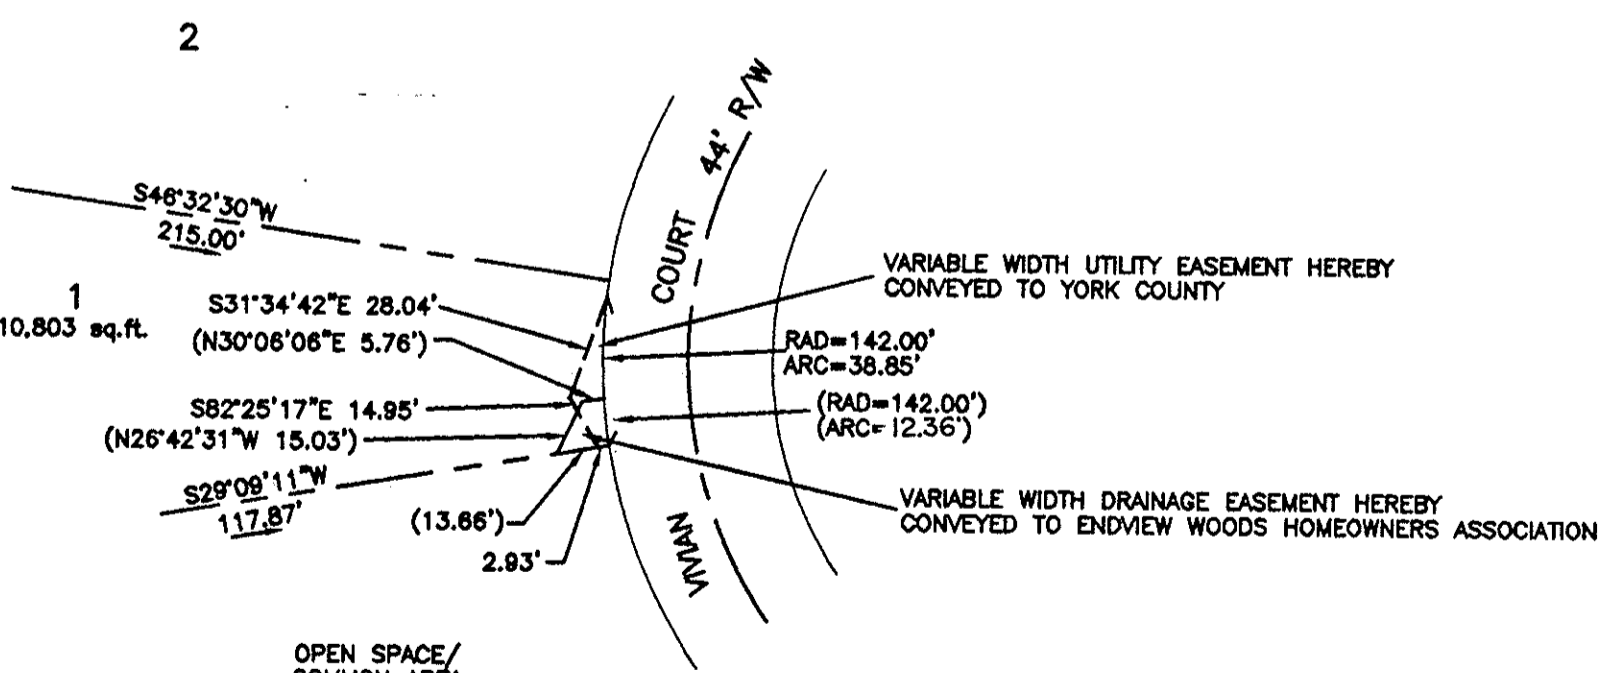 2
44' R/W
COURT
S46°32'30"W
215.00'
VARIABLE WIDTH UTILITY EASEMENT HEREBY
CONVEYED TO YORK COUNTY
1
10,803 sq.ft.
S31°34'42"E 28.04'
(N30°06'06"E 5.76')
RAD=142.00'
ARC=38.85'
S82°25'17"E 14.95'
(N26°42'31"W 15.03')
(RAD=142.00')
(ARC=12.36')
S29°09'11"W
117.87'
(13.66')
2.93'
VIVIAN
VARIABLE WIDTH DRAINAGE EASEMENT HEREBY
CONVEYED TO ENDVIEW WOODS HOMEOWNERS ASSOCIATION
OPEN SPACE/